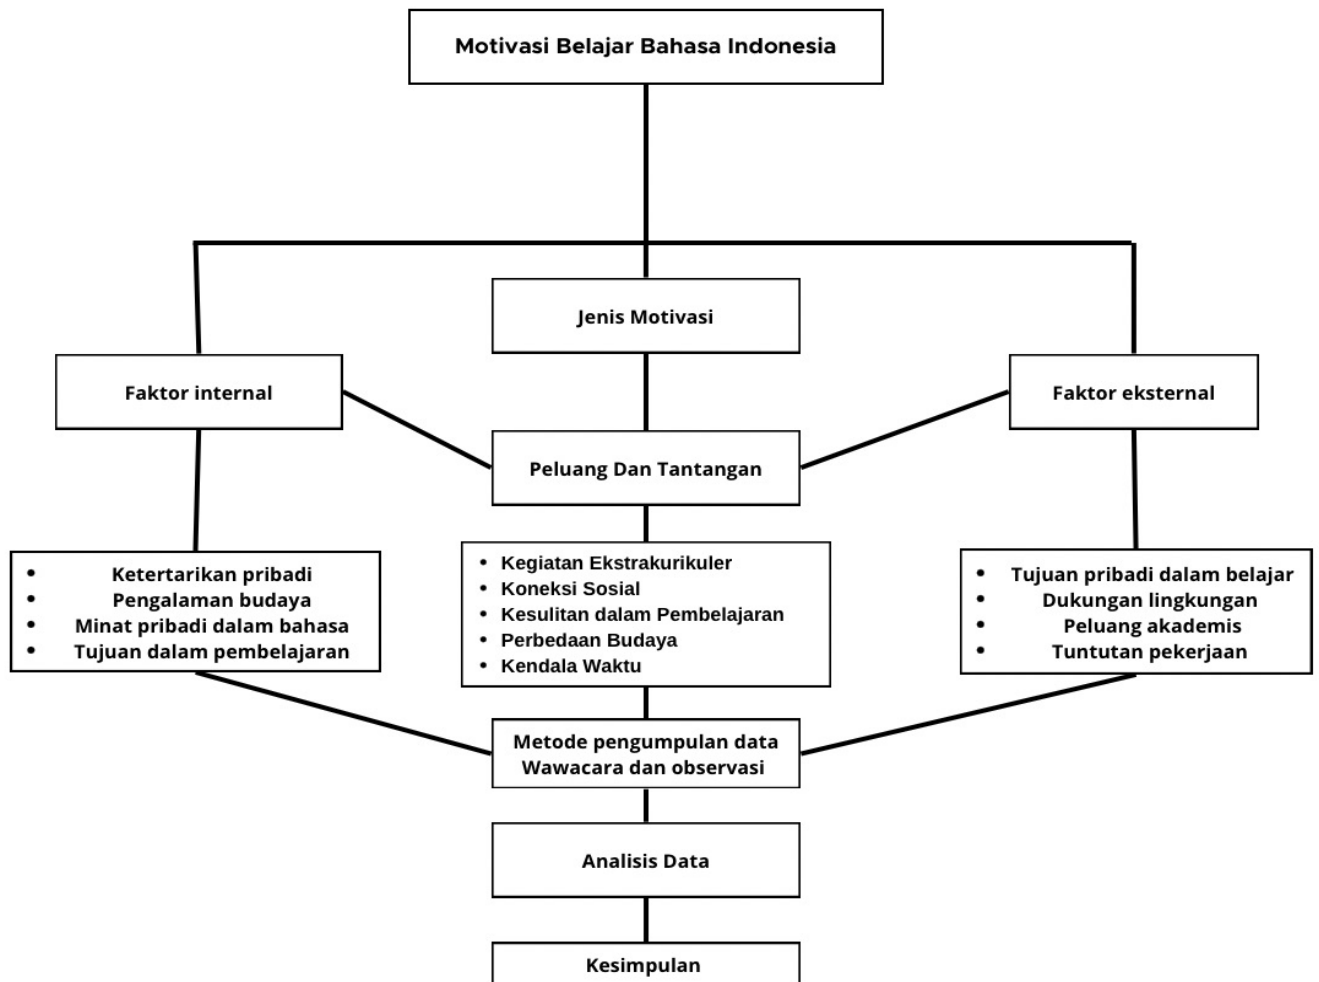 Motivasi Belajar Bahasa Indonesia
Jenis Motivasi
Faktor internal
Faktor eksternal
Peluang Dan Tantangan
• Ketertarikan pribadi
• Pengalaman budaya
• Minat pribadi dalam bahasa
• Tujuan dalam pembelajaran
• Kegiatan Ekstrakurikuler
• Koneksi Sosial
• Kesulitan dalam Pembelajaran
• Perbedaan Budaya
• Kendala Waktu
• Tujuan pribadi dalam belajar
• Dukungan lingkungan
• Peluang akademis
• Tuntutan pekerjaan
Metode pengumpulan data
Wawacara dan observasi
Analisis Data
Kesimpulan